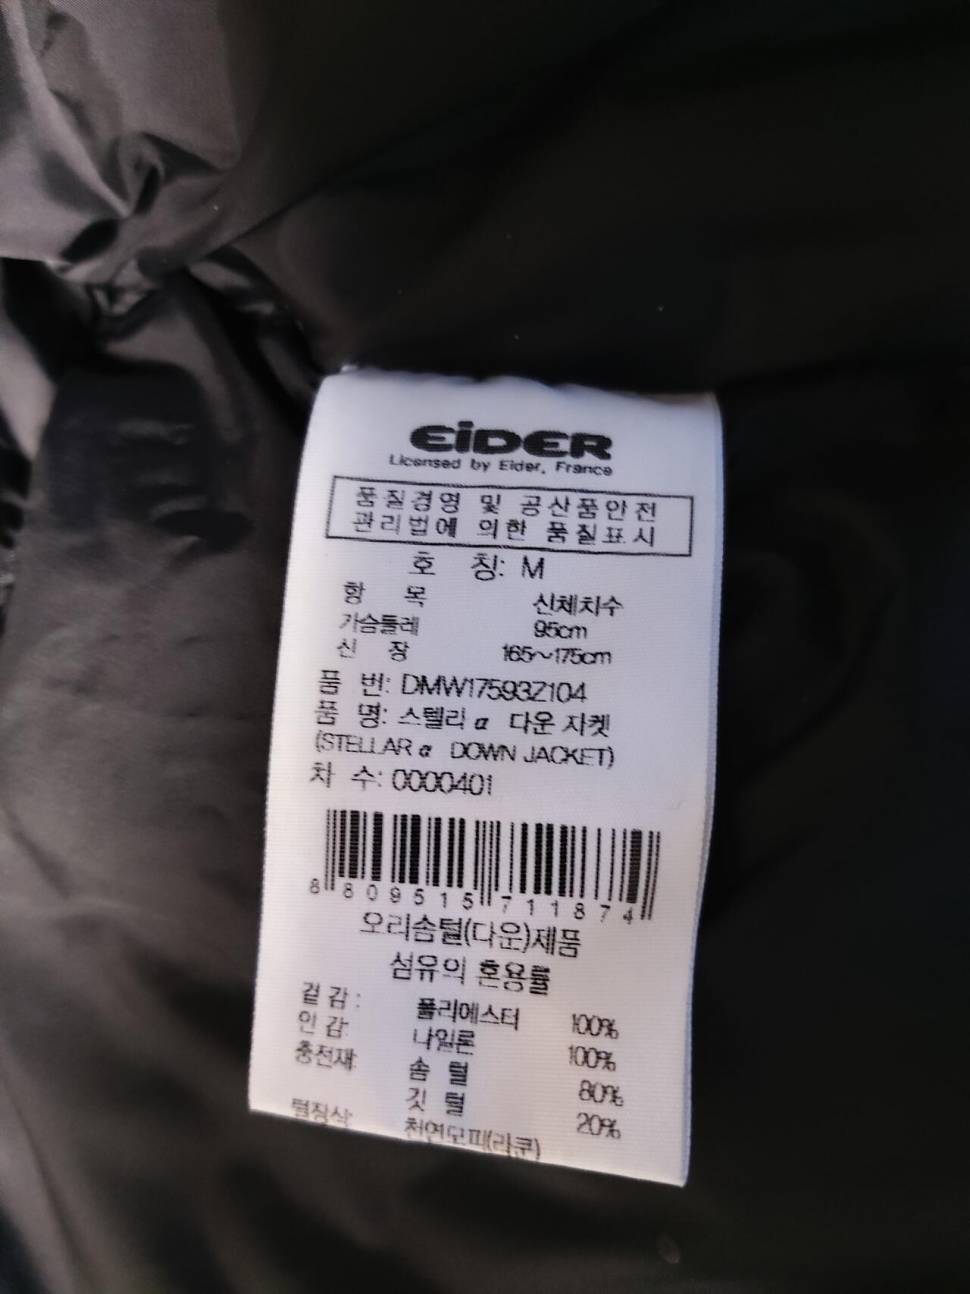 EiDER
Licensed by Eider, France
품질경영 및 공산품안전
관리법에 의한 품질표시
호 칭: M
항 목 신체치수
가슴둘레 95cm
신 장 165~175cm
품 번: DMW17593Z104
품 명: 스텔라 α 다운 자켓
(STELLAR α DOWN JACKET)
차 수: 0000401
8 809515 711874
오리솜털(다운)제품
섬유의 혼용률
겉감: 폴리에스터 100%
안감: 나일론 100%
충전재: 솜 털 80%
깃 털 20%
털장식: 천연모피(라쿤)